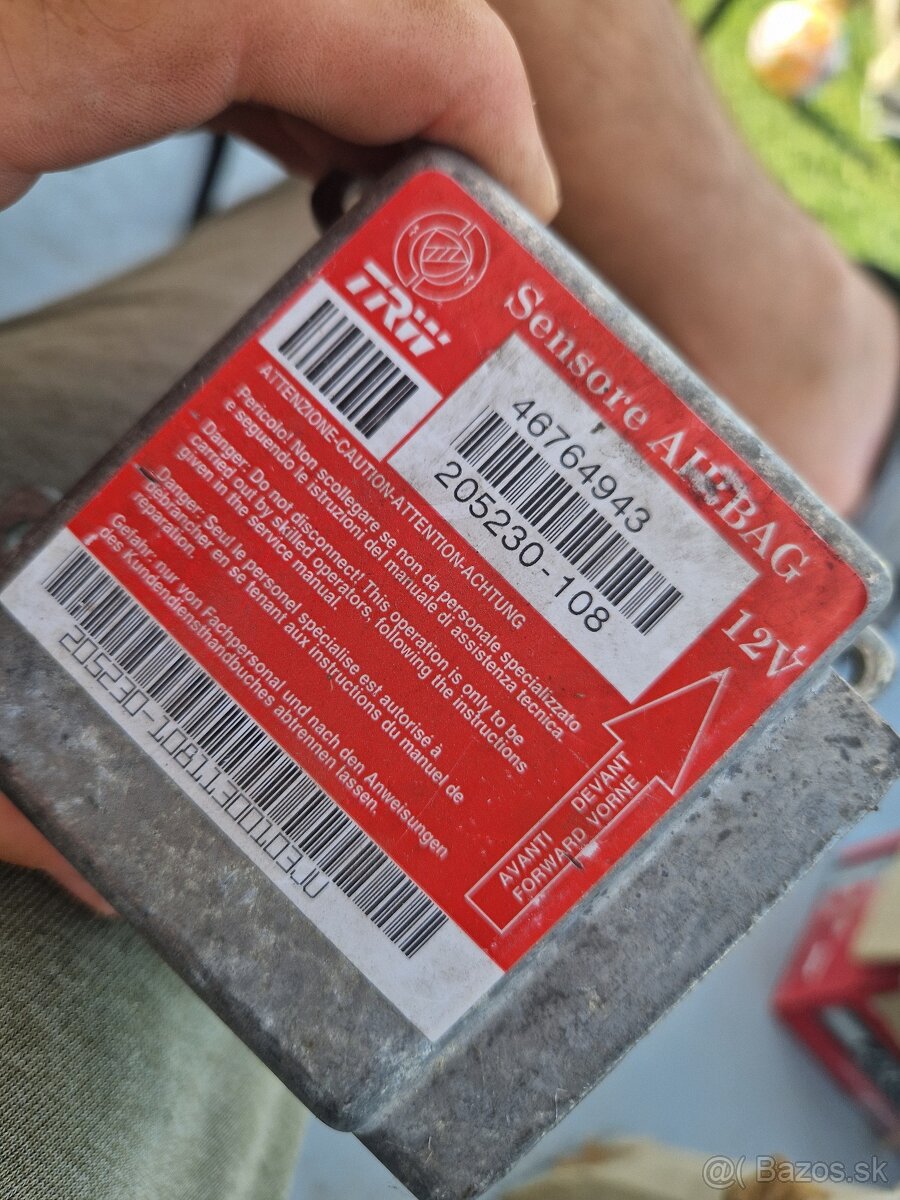 TRW
Sensore AIRBAG 12V
46764943
205230-108
ATTENZIONE-CAUTION-ATTENTION-ACHTUNG
Pericolo! Non scollegare se non da personale specializzato
e seguendo le istruzioni del manuale di assistenza tecnica.
Danger: Do not disconnect! This operation is only to be
carried out by skilled operators, following the instructions
given in the service manual.
Danger: Seul le personel specialise est autorisé à
débrancher en se tenant aux instructions du manuel de
réparation.
Gefahr: nur von Fachpersonal und nach den Anweisungen
des Kundendiensthandbuches abtrennen lassen.
AVANTI DEVANT
FORWARD VORNE
@( Bazos.sk